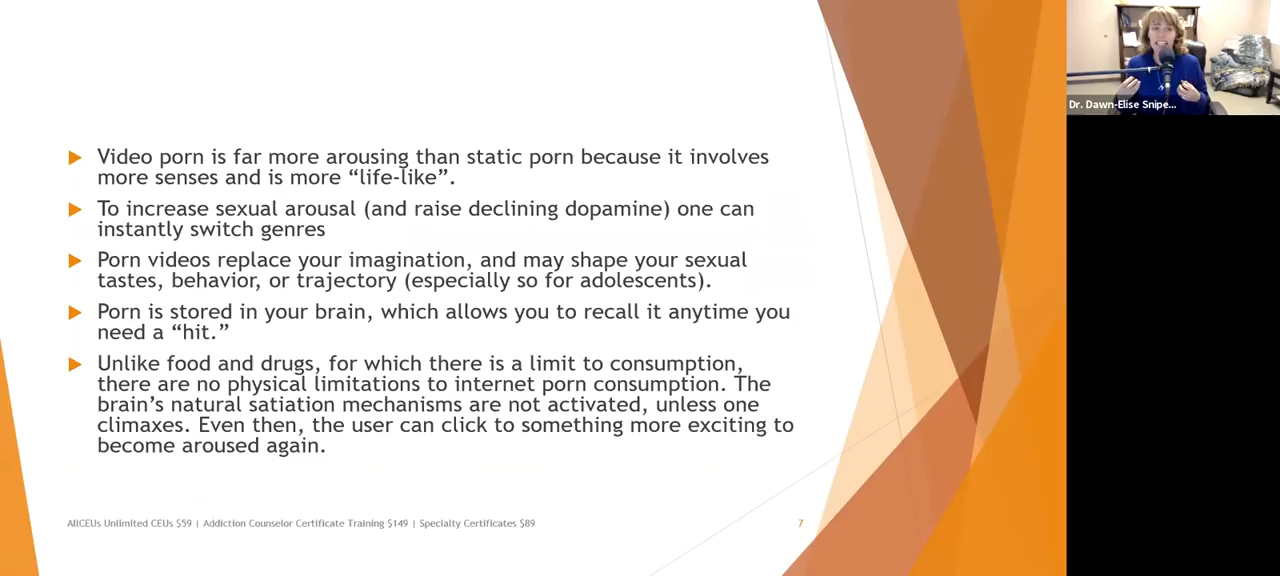 Video porn is far more arousing than static porn because it involves
more senses and is more “life-like”.
To increase sexual arousal (and raise declining dopamine) one can
instantly switch genres
Porn videos replace your imagination, and may shape your sexual
tastes, behavior, or trajectory (especially so for adolescents).
Porn is stored in your brain, which allows you to recall it anytime you
need a “hit.”
Unlike food and drugs, for which there is a limit to consumption,
there are no physical limitations to internet porn consumption. The
brain’s natural satiation mechanisms are not activated, unless one
climaxes. Even then, the user can click to something more exciting to
become aroused again.
AllCEUs Unlimited CEUs $59 | Addiction Counselor Certificate Training $149 | Specialty Certificates $89
7
Dr. Dawn-Elise Snipe...